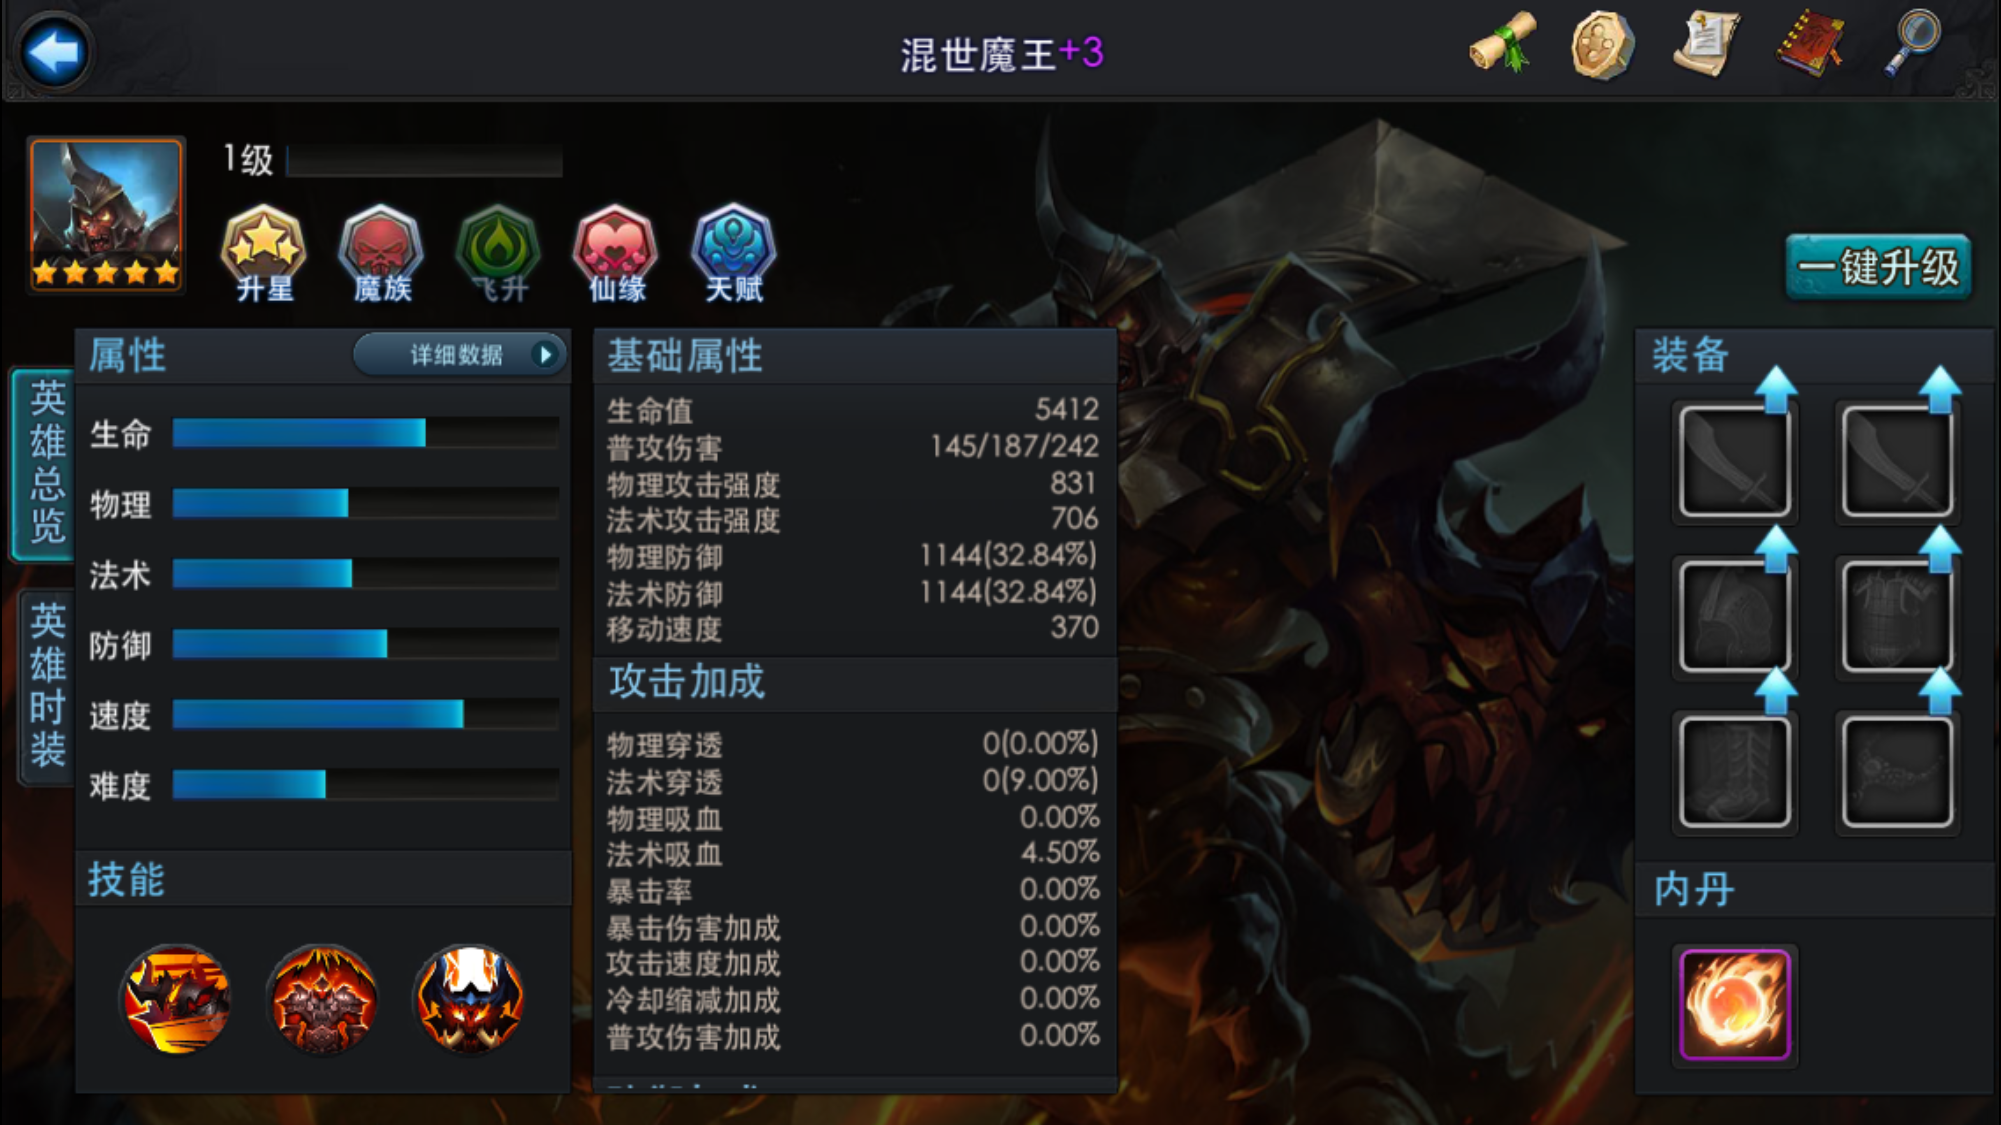 混世魔王+3
1级
升星
魔族
飞升
仙缘
天赋
一键升级
英雄总览
英雄时装
属性
详细数据
生命
物理
法术
防御
速度
难度
技能
基础属性
生命值 5412
普攻伤害 145/187/242
物理攻击强度 831
法术攻击强度 706
物理防御 1144(32.84%)
法术防御 1144(32.84%)
移动速度 370
攻击加成
物理穿透 0(0.00%)
法术穿透 0(9.00%)
物理吸血 0.00%
法术吸血 4.50%
暴击率 0.00%
暴击伤害加成 0.00%
攻击速度加成 0.00%
冷却缩减加成 0.00%
普攻伤害加成 0.00%
装备
内丹